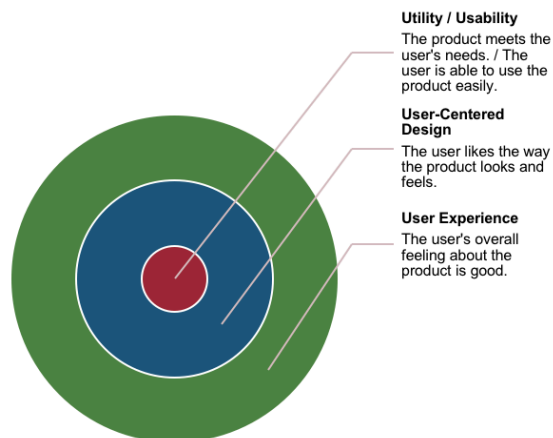 Utility / Usability
The product meets the
user's needs. / The
user is able to use the
product easily.
User-Centered
Design
The user likes the way
the product looks and
feels.
User Experience
The user's overall
feeling about the
product is good.